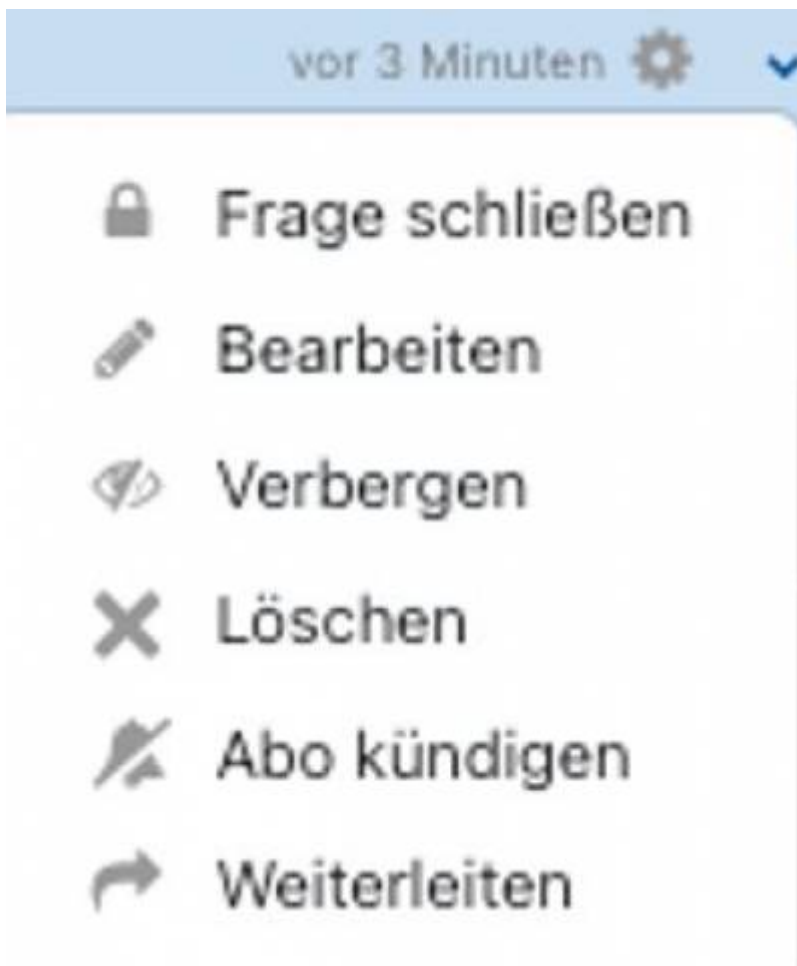 vor 3 Minuten
Frage schließen
Bearbeiten
Verbergen
Löschen
Abo kündigen
Weiterleiten